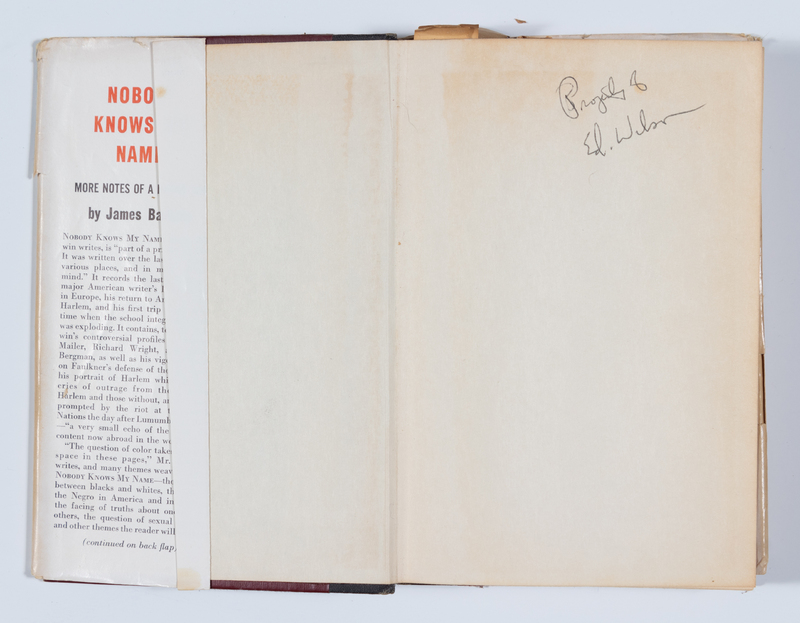 NOBO
KNOWS
NAM
MORE NOTES OF A
by James Ba
NOBODY KNOWS MY NAM
win writes, is "part of a pr
It was written over the la
various places, and in m
mind." It records the last
major American writer's
in Europe, his return to A
Harlem, and his first trip
time when the school integ
was exploding. It contains, t
win's controversial profiles
Mailer, Richard Wright,
Bergman, as well as his vig
on Faulkner's defense of the
his portrait of Harlem whi
cries of outrage from th
Harlem and those without, a
prompted by the riot at
Nations the day after Lumumb
—"a very small echo of the
content now abroad in the w
"The question of color take
space in these pages," Mr.
writes, and many themes weav
NOBODY KNOWS MY NAME—th
between blacks and whites, th
the Negro in America and in
the facing of truths about on
others, the question of sexual
and other themes the reader will
(continued on back flap)
Ed. Wilson